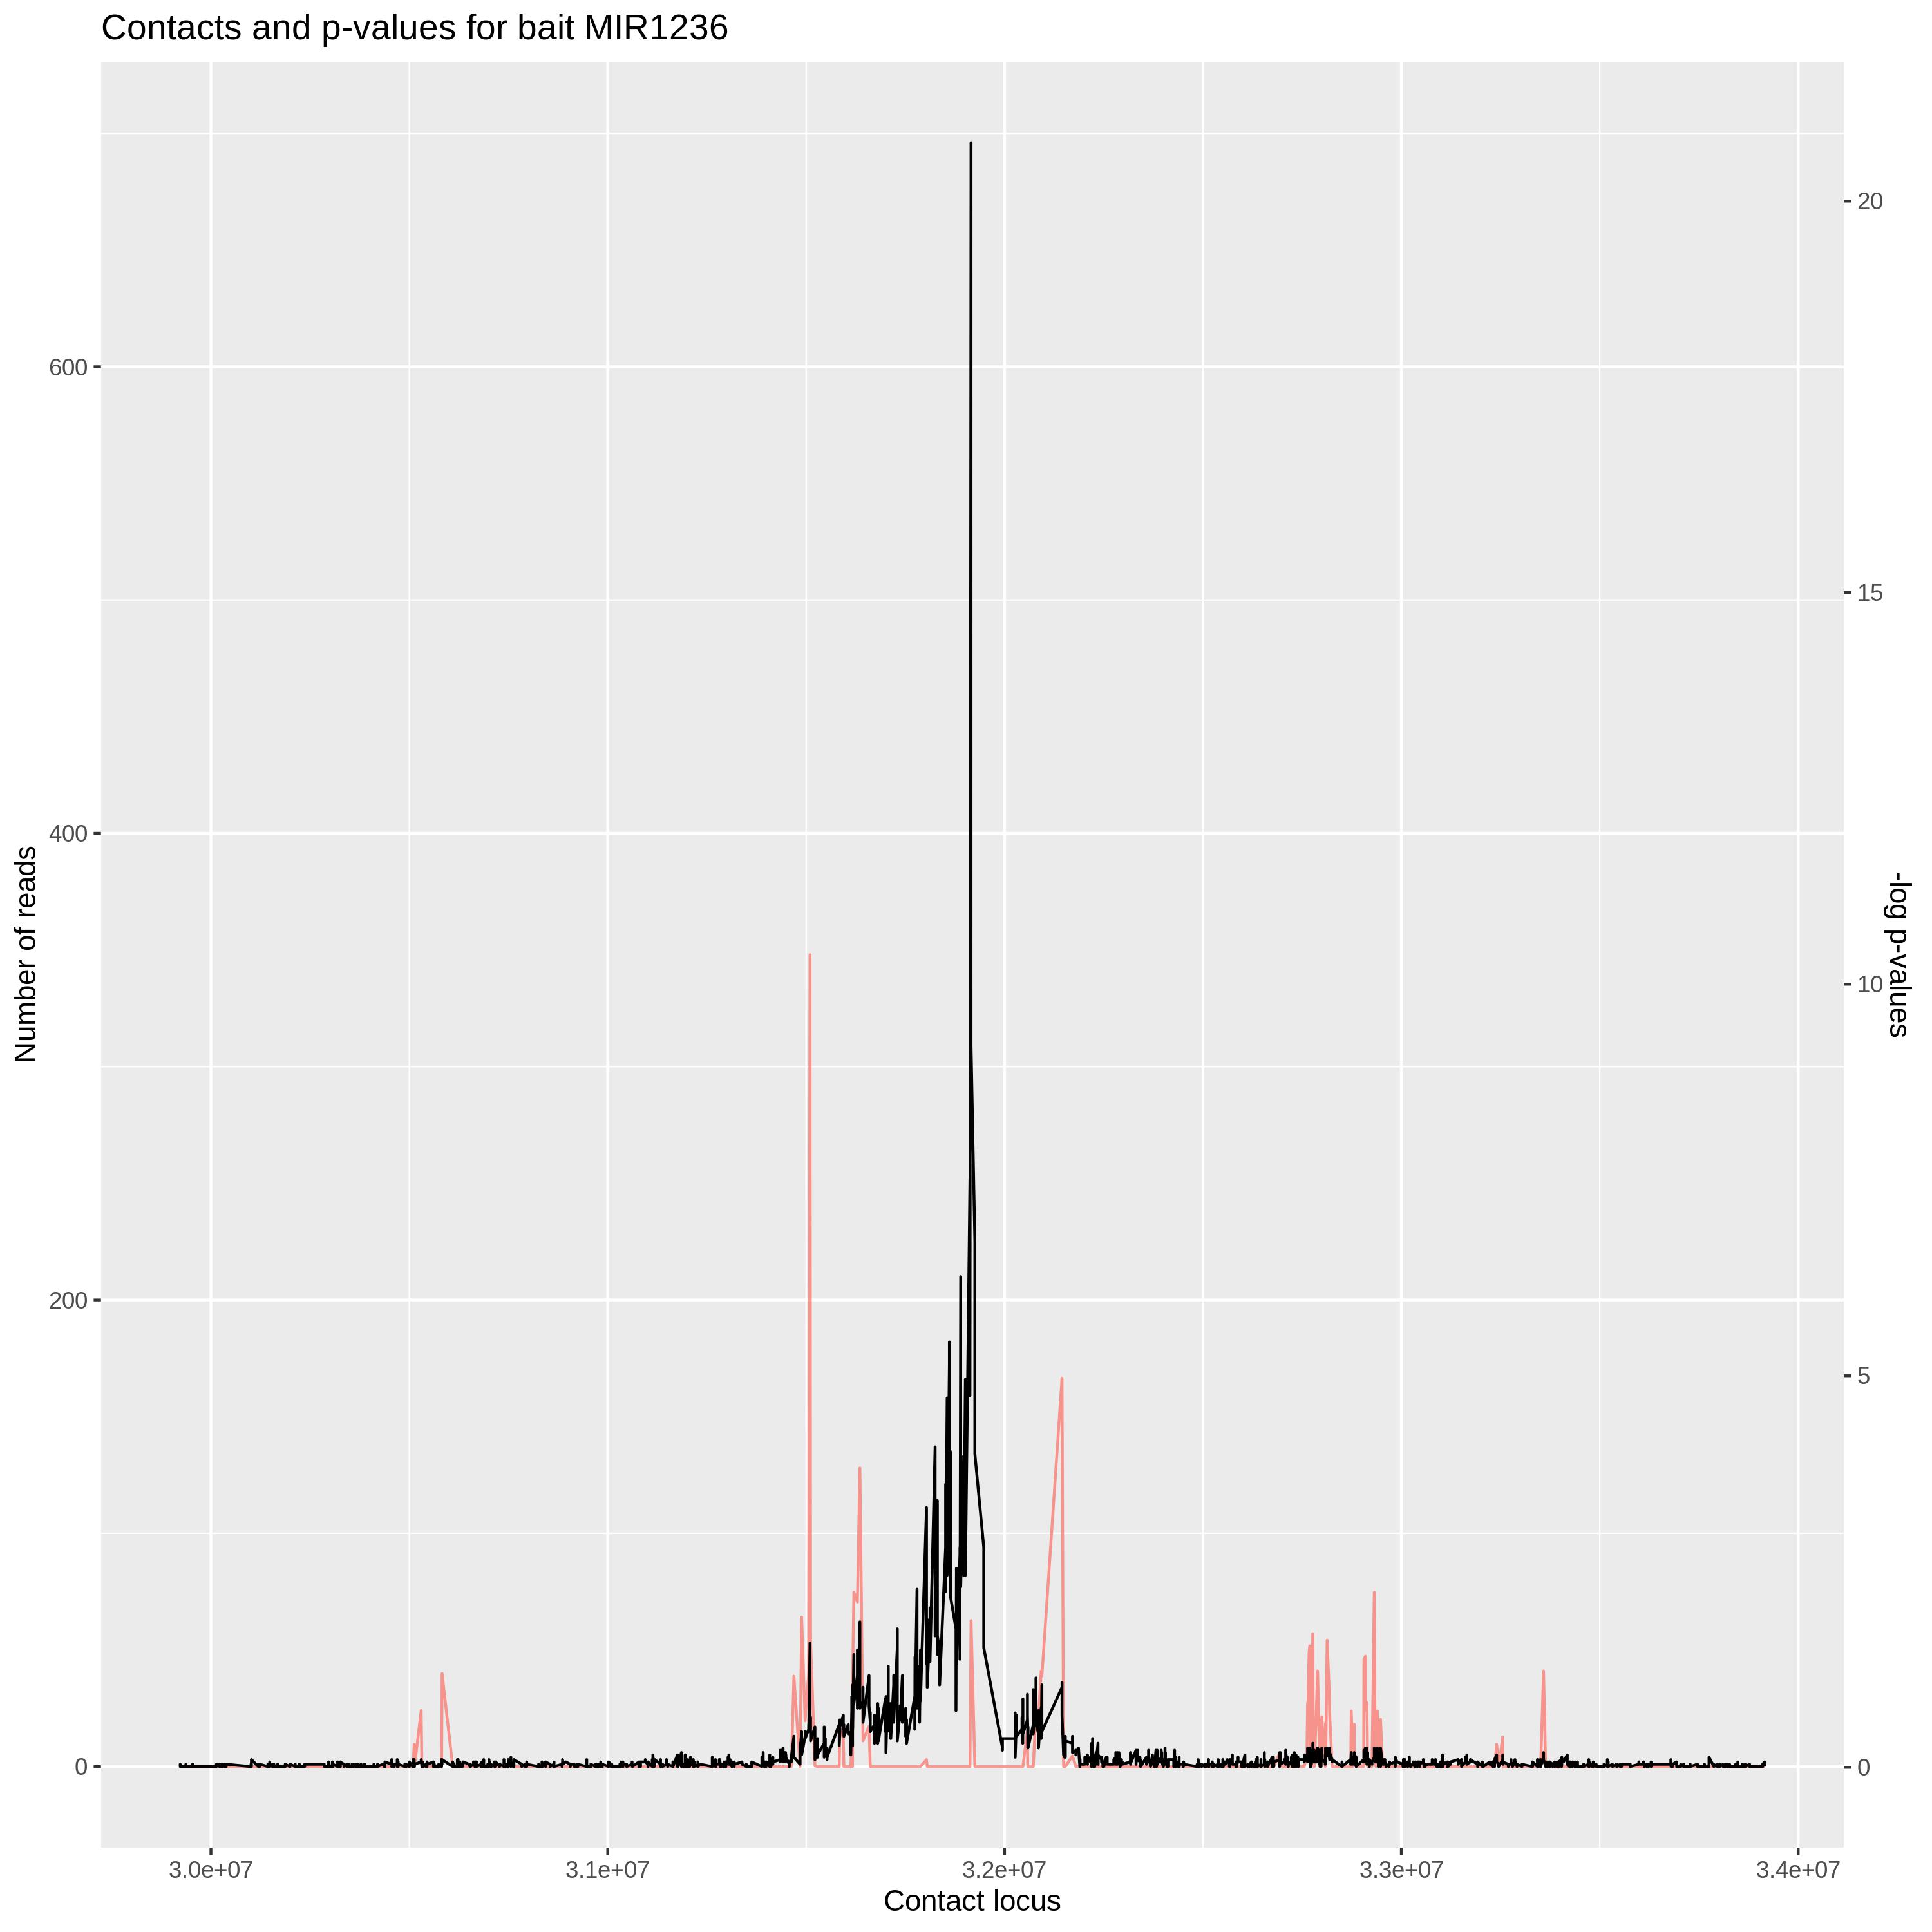 Contacts and p-values for bait MIR1236
Number of reads
600
400
200
0
20
15
10
5
0
-log p-values
3.0e+07
3.1e+07
3.2e+07
3.3e+07
3.4e+07
Contact locus